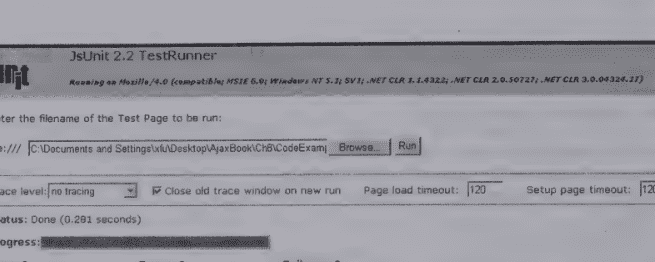 JsUnit 2.2 TestRunner
nit
Running on Mozilla/4.0 (compatible; MSIE 6.0; Windows NT 5.1; SV1; .NET CLR 1.1.4322; .NET CLR 2.0.50727; .NET CLR 3.0.04324.17)
ter the filename of the Test Page to be run:
e:/// C:\Documents and Settings\xfu\Desktop\AjaxBook\Ch8\CodeExam Browse... Run
ace level: no tracing Close old trace window on new run Page load timeout: 120 Setup page timeout: 120
atus: Done (0.281 seconds)
ogress: